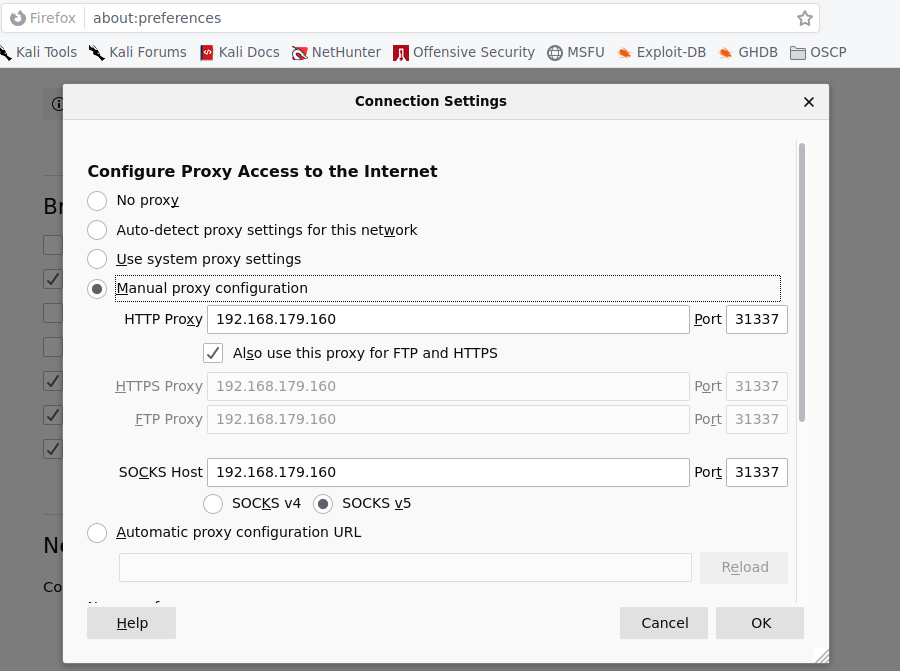 Firefox about:preferences
Kali Tools Kali Forums Kali Docs NetHunter Offensive Security MSFU Exploit-DB GHDB OSCP
Connection Settings
Configure Proxy Access to the Internet
No proxy
Auto-detect proxy settings for this network
Use system proxy settings
Manual proxy configuration
HTTP Proxy 192.168.179.160 Port 31337
Also use this proxy for FTP and HTTPS
HTTPS Proxy 192.168.179.160 Port 31337
FTP Proxy 192.168.179.160 Port 31337
SOCKS Host 192.168.179.160 Port 31337
SOCKS v4 SOCKS v5
Automatic proxy configuration URL
Reload
Help Cancel OK